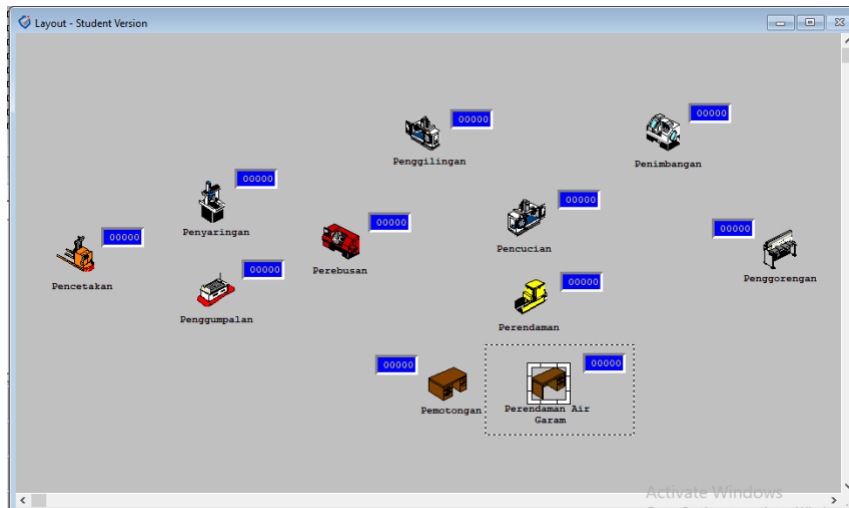 Layout - Student Version
00000
Penggilingan
00000
Penimbangan
00000
Penyaringan
00000
Pencetakan
00000
Perebusan
00000
Pencucian
00000
Penggorengan
00000
Penggumpalan
00000
Perendaman
00000
Pemotongan
00000
Perendaman Air
Garam
Activate Windows